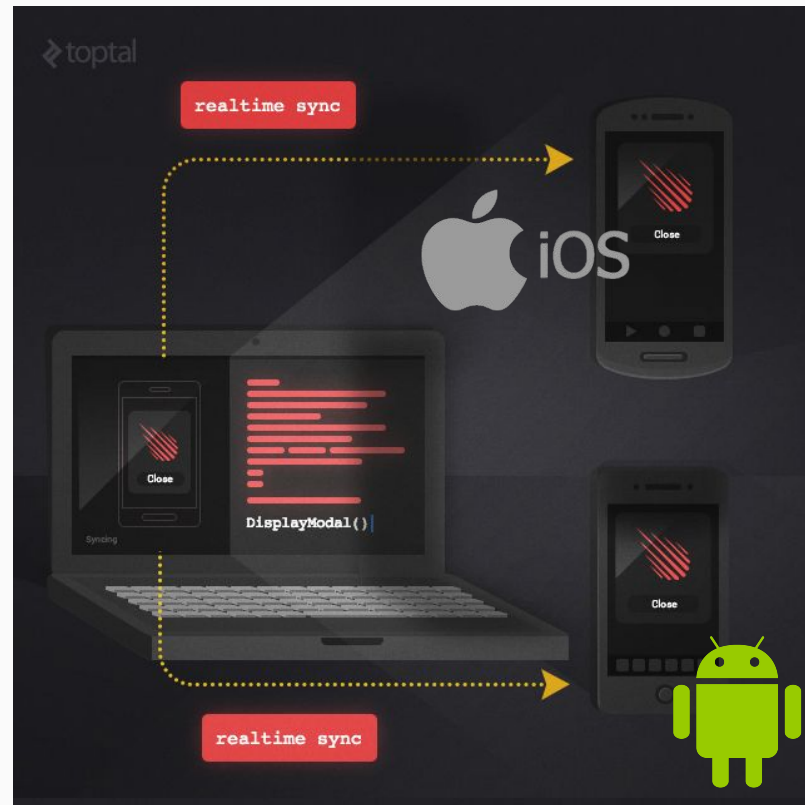 toptal
realtime sync
iOS
Close
Close
DisplayModal()
Syncing
Close
realtime sync